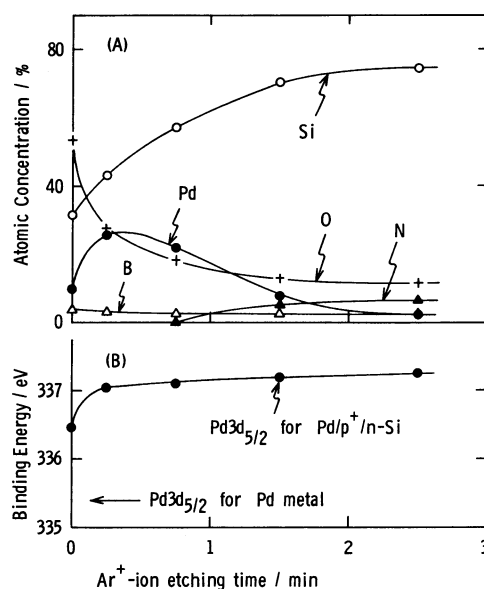 (A)
80
40
0
Atomic Concentration / %
Si
Pd
O
N
B
(B)
337
336
335
Binding Energy / eV
Pd3d5/2 for Pd/p+/n-Si
Pd3d5/2 for Pd metal
0 1 2 3
Ar+-ion etching time / min